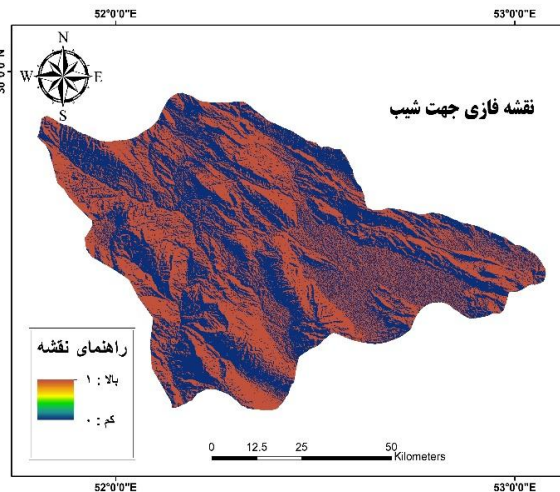 52°0'0"E 53°0'0"E
N
W E
S
نقشه فازی جهت شیب
راهنمای نقشه
بالا : ۱
کم : ۰
0 12.5 25 50
Kilometers
52°0'0"E 53°0'0"E